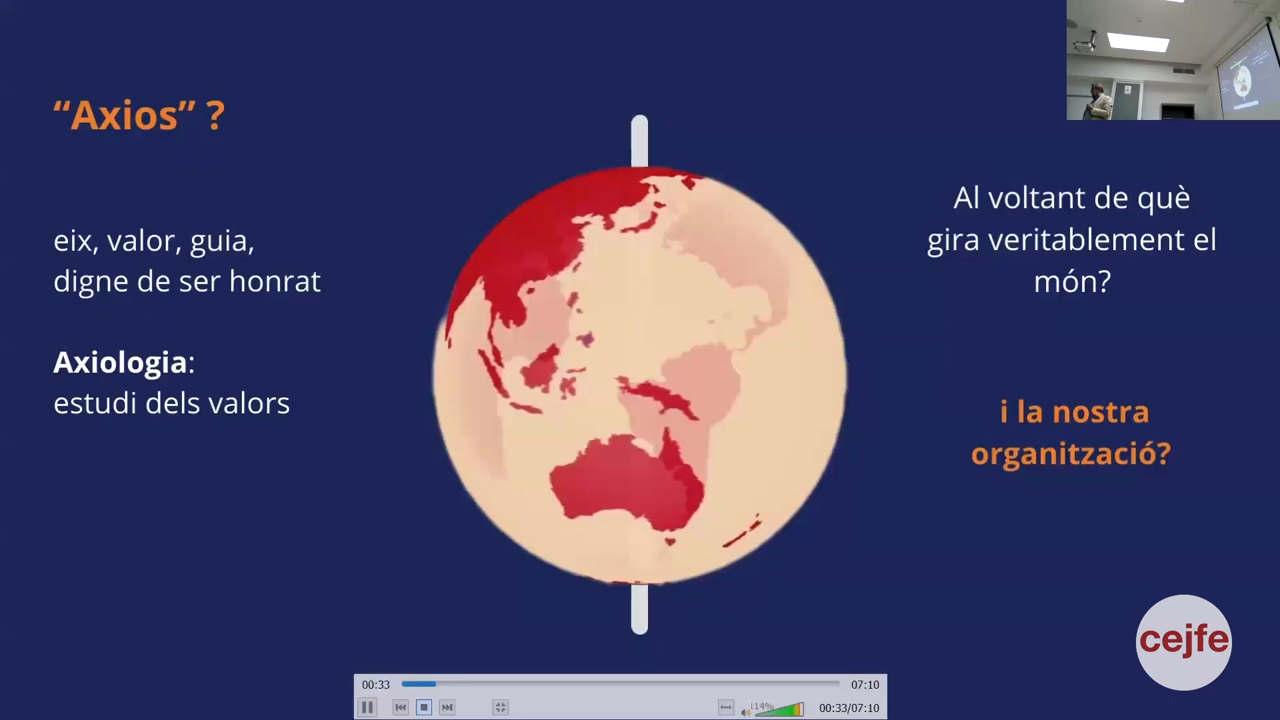 “Axios” ?
eix, valor, guia,
digne de ser honrat
Axiologia:
estudi dels valors
Al voltant de què
gira veritablement el
món?
i la nostra
organització?
cejfe
00:33
07:10
114%
00:33/07:10